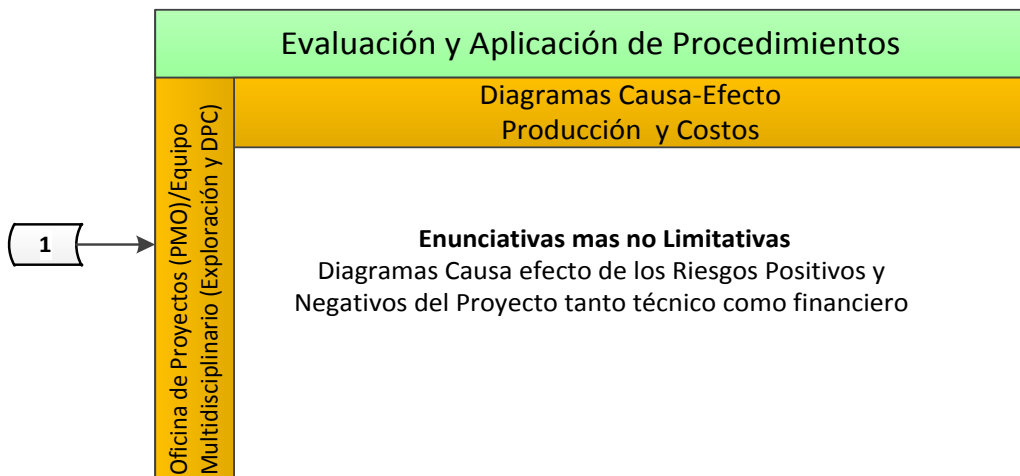 Evaluación y Aplicación de Procedimientos
Diagramas Causa-Efecto
Producción y Costos
Oficina de Proyectos (PMO)/Equipo
Multidisciplinario (Exploración y DPC)
1
Enunciativas mas no Limitativas
Diagramas Causa efecto de los Riesgos Positivos y
Negativos del Proyecto tanto técnico como financiero